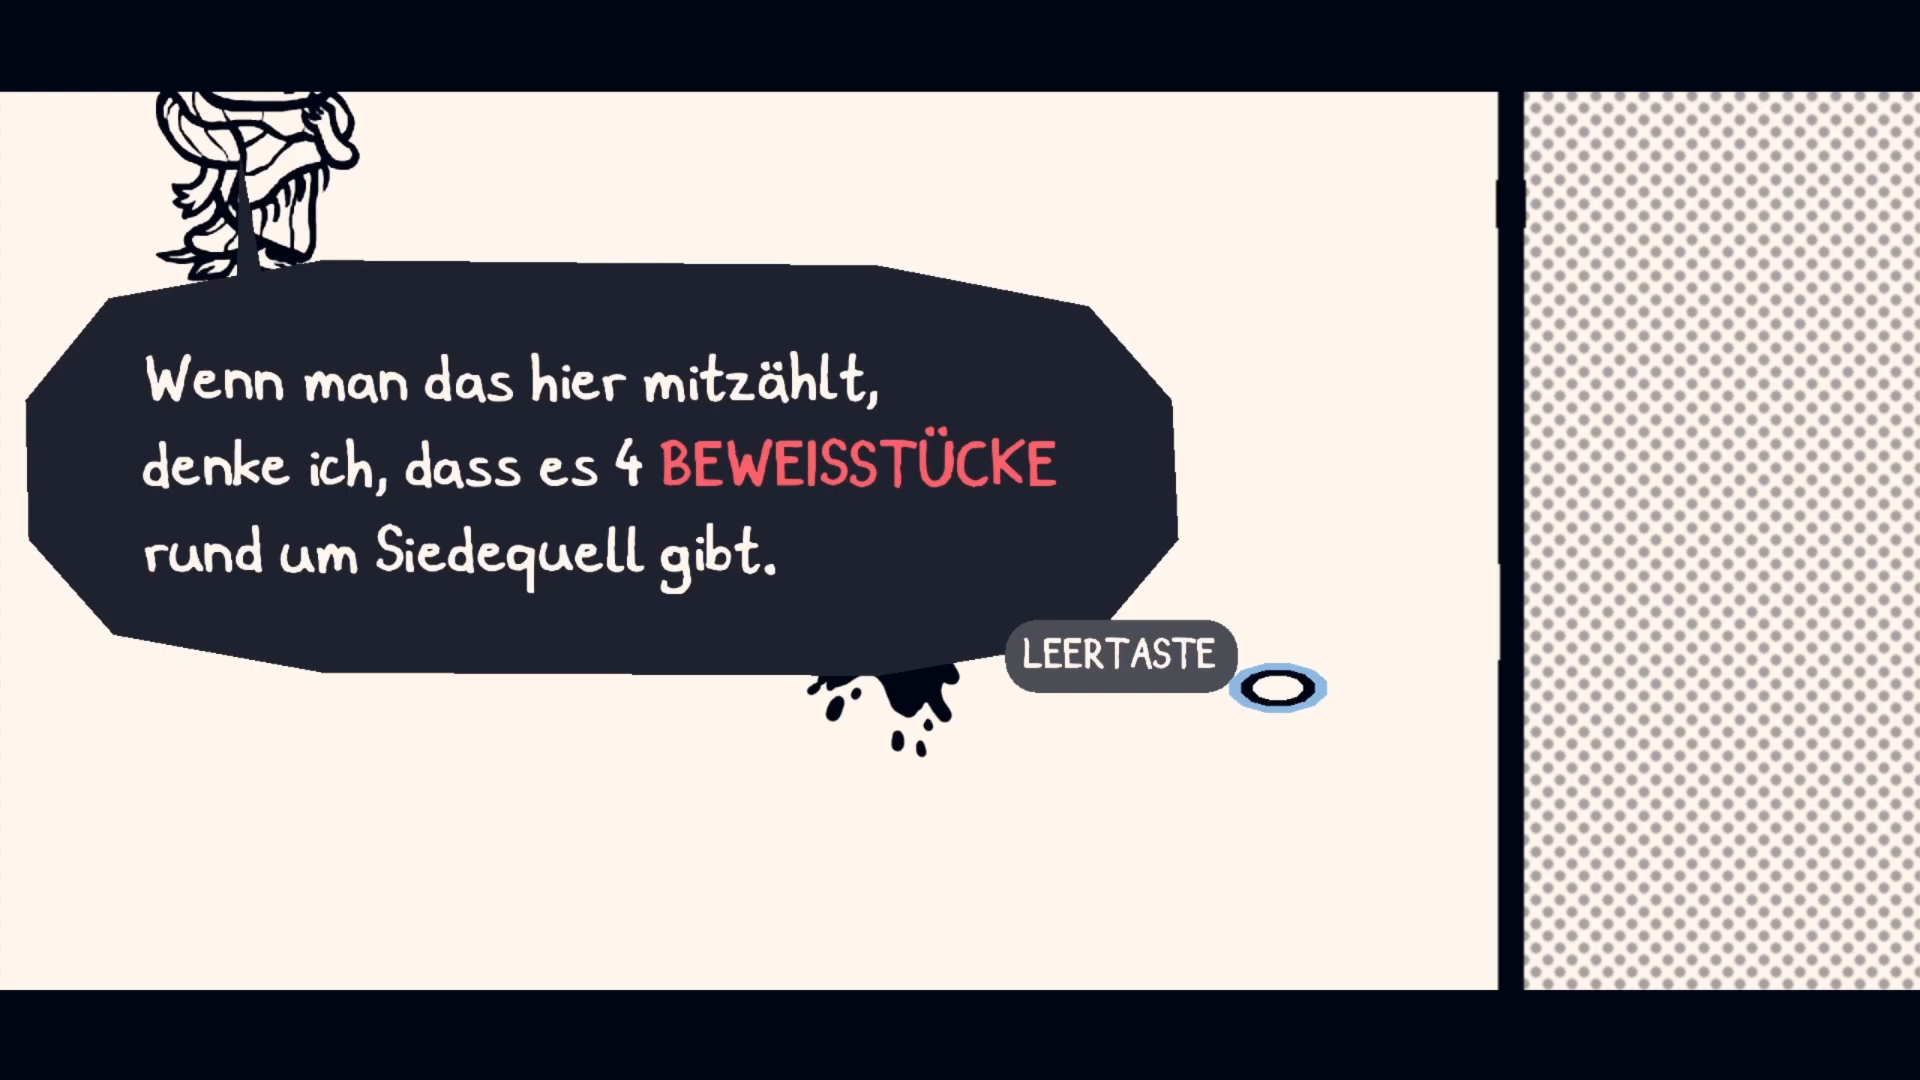 Wenn man das hier mitzählt,
denke ich, dass es 4 BEWEISSTÜCKE
rund um Siedequell gibt.
LEERTASTE